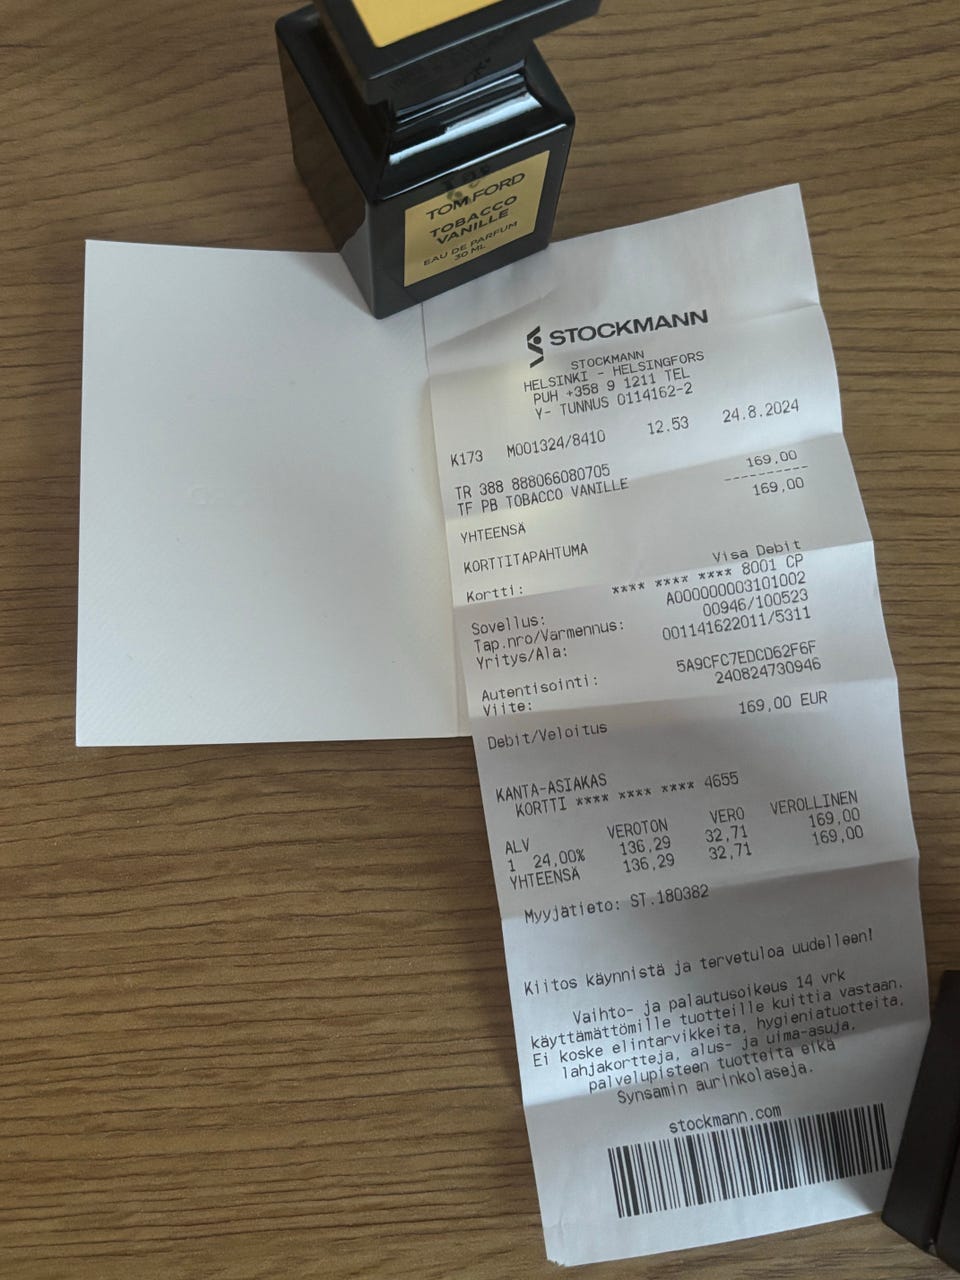 TOM FORD
TOBACCO
VANILLE
EAU DE PARFUM
30 ML
STOCKMANN
STOCKMANN
HELSINKI - HELSINGFORS
PUH +358 9 1211 TEL
Y- TUNNUS 0114162-2
K173 M001324/8410 12.53 24.8.2024
TR 388 888066080705
TF PB TOBACCO VANILLE 169,00
----------
YHTEENSÄ 169,00
KORTTITAPAHTUMA
Visa Debit
Kortti: **** **** **** 8001 CP
Sovellus: A000000003101002
Tap.nro/Varmennus: 00946/100523
Yritys/Ala: 001141622011/5311
Autentisointi: 5A9CFC7EDCD62F6F
Viite: 240824730946
Debit/Veloitus 169,00 EUR
KANTA-ASIAKAS
KORTTI **** **** **** 4655
ALV VEROTON VERO VEROLLINEN
1 24,00% 136,29 32,71 169,00
YHTEENSÄ 136,29 32,71 169,00
Myyjätieto: ST.180382
Kiitos käynnistä ja tervetuloa uudelleen!
Vaihto- ja palautusoikeus 14 vrk
käyttämättömille tuotteille kuittia vastaan.
Ei koske elintarvikkeita, hygieniatuotteita,
lahjakortteja, alus- ja uima-asuja,
palvelupisteen tuotteita eikä
Synsamin aurinkolaseja.
stockmann.com